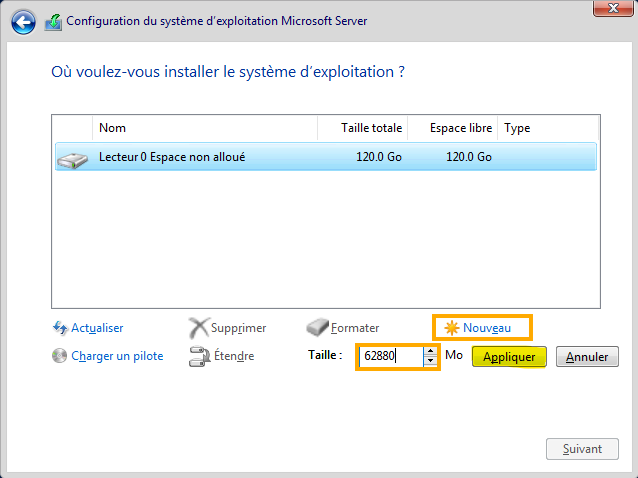 Configuration du système d'exploitation Microsoft Server
Où voulez-vous installer le système d'exploitation ?
Nom Taille totale Espace libre Type
Lecteur 0 Espace non alloué 120.0 Go 120.0 Go
Actualiser Supprimer Formater Nouveau
Charger un pilote Étendre Taille : 62880 Mo Appliquer Annuler
Suivant